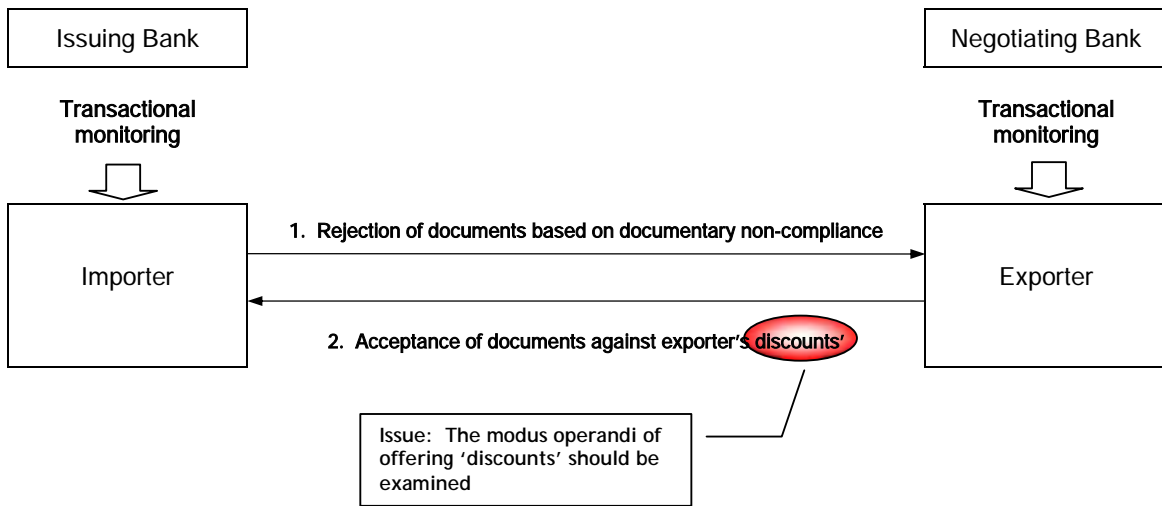 Issuing Bank
Negotiating Bank
Transactional
monitoring
Transactional
monitoring
1. Rejection of documents based on documentary non-compliance
Importer
Exporter
2. Acceptance of documents against exporter's discounts'
Issue: The modus operandi of
offering ‘discounts’ should be
examined